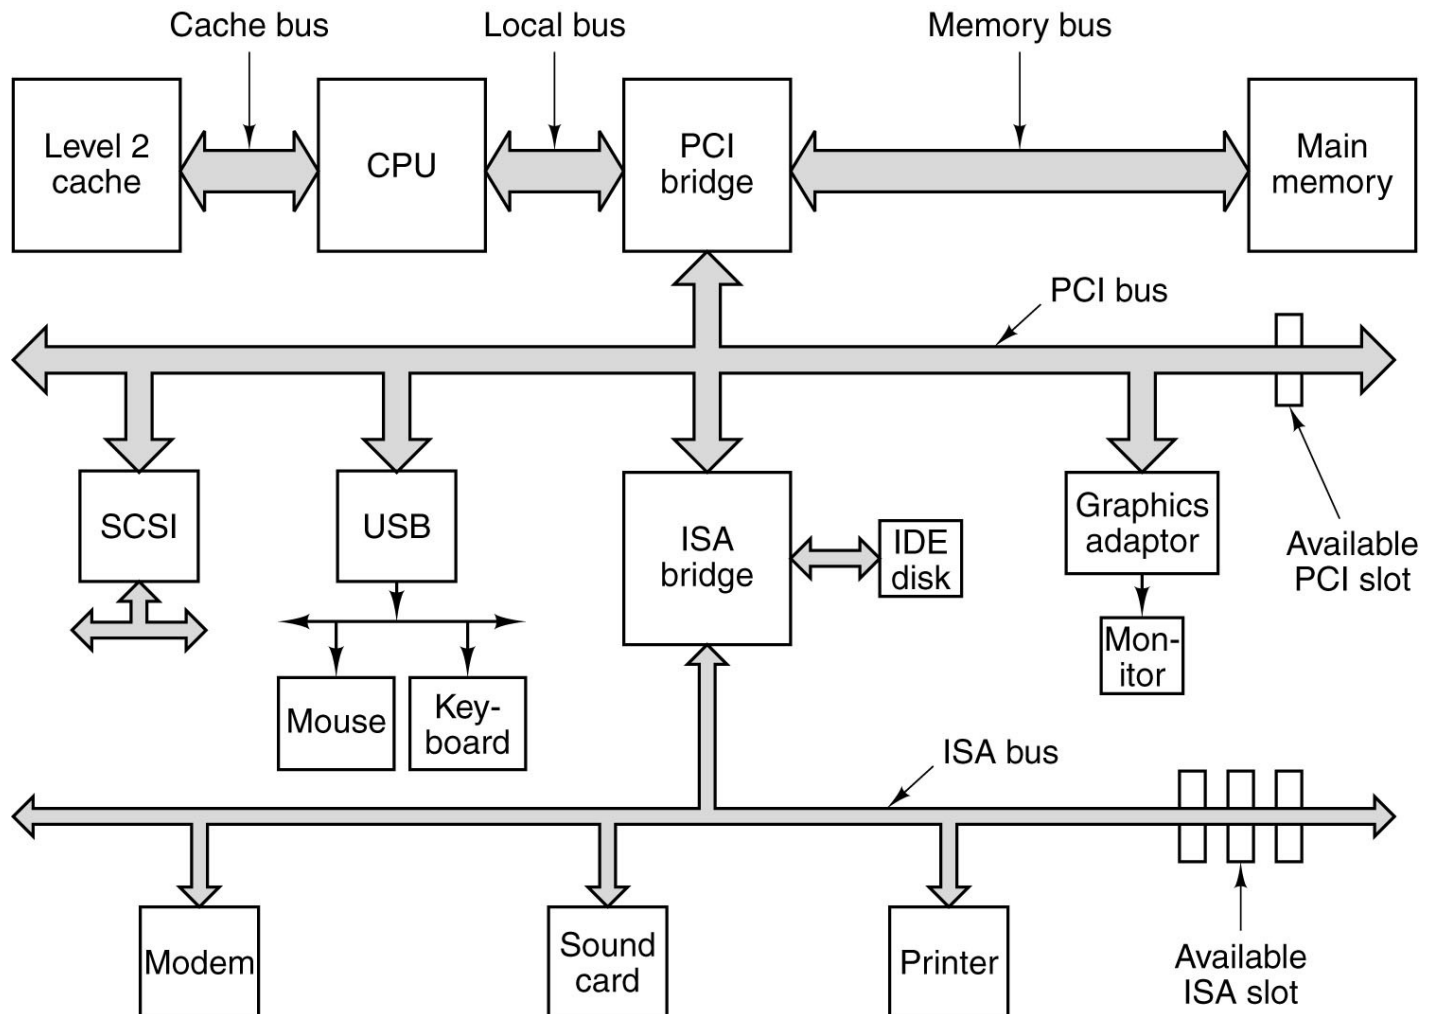 Cache bus
Local bus
Memory bus
Level 2
cache
CPU
PCI
bridge
Main
memory
PCI bus
SCSI
USB
ISA
bridge
IDE
disk
Graphics
adaptor
Available
PCI slot
Mon-
itor
Mouse
Key-
board
ISA bus
Modem
Sound
card
Printer
Available
ISA slot